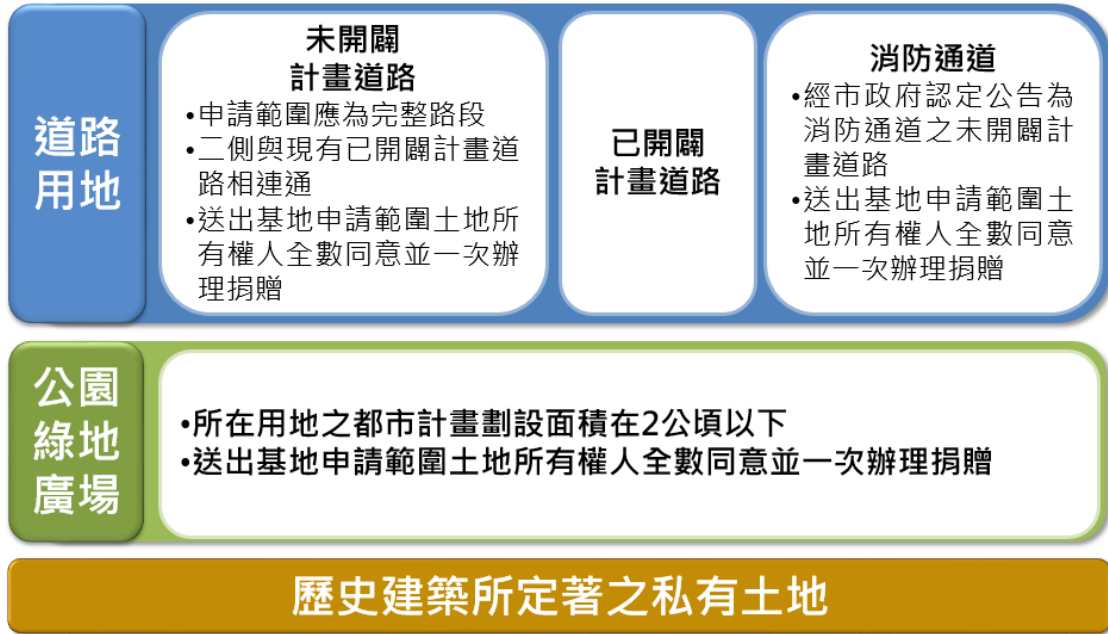 道路
用地
未開闢
計畫道路
•申請範圍應為完整路段
•二側與現有已開闢計畫道
路相連通
•送出基地申請範圍土地所
有權人全數同意並一次辦
理捐贈
已開闢
計畫道路
消防通道
•經市政府認定公告為
消防通道之未開闢計
畫道路
•送出基地申請範圍土
地所有權人全數同意
並一次辦理捐贈
公園
綠地
廣場
•所在用地之都市計畫劃設面積在2公頃以下
•送出基地申請範圍土地所有權人全數同意並一次辦理捐贈
歷史建築所定著之私有土地